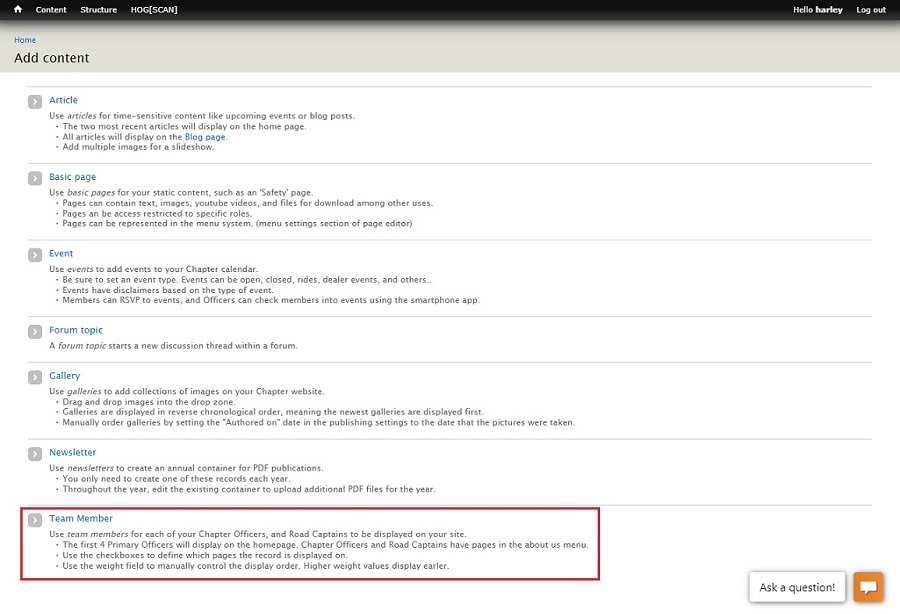 Content Structure HOG[SCAN] Hello harley Log out
Home
Add content
Article
Use articles for time-sensitive content like upcoming events or blog posts.
· The two most recent articles will display on the home page.
· All articles will display on the Blog page.
· Add multiple images for a slideshow.
Basic page
Use basic pages for your static content, such as an 'Safety' page.
· Pages can contain text, images, youtube videos, and files for download among other uses.
· Pages an be access restricted to specific roles.
· Pages can be represented in the menu system. (menu settings section of page editor)
Event
Use events to add events to your Chapter calendar.
· Be sure to set an event type. Events can be open, closed, rides, dealer events, and others..
· Events have disclaimers based on the type of event.
· Members can RSVP to events, and Officers can check members into events using the smartphone app.
Forum topic
A forum topic starts a new discussion thread within a forum.
Gallery
Use galleries to add collections of images on your Chapter website.
· Drag and drop images into the drop zone.
· Galleries are displayed in reverse chronological order, meaning the newest galleries are displayed first.
· Manually order galleries by setting the "Authored on" date in the publishing settings to the date that the pictures were taken.
Newsletter
Use newsletters to create an annual container for PDF publications.
· You only need to create one of these records each year.
· Throughout the year, edit the existing container to upload additional PDF files for the year.
Team Member
Use team members for each of your Chapter Officers, and Road Captains to be displayed on your site.
· The first 4 Primary Officers will display on the homepage. Chapter Officers and Road Captains have pages in the about us menu.
· Use the checkboxes to define which pages the record is displayed on.
· Use the weight field to manually control the display order. Higher weight values display earler.
Ask a question!